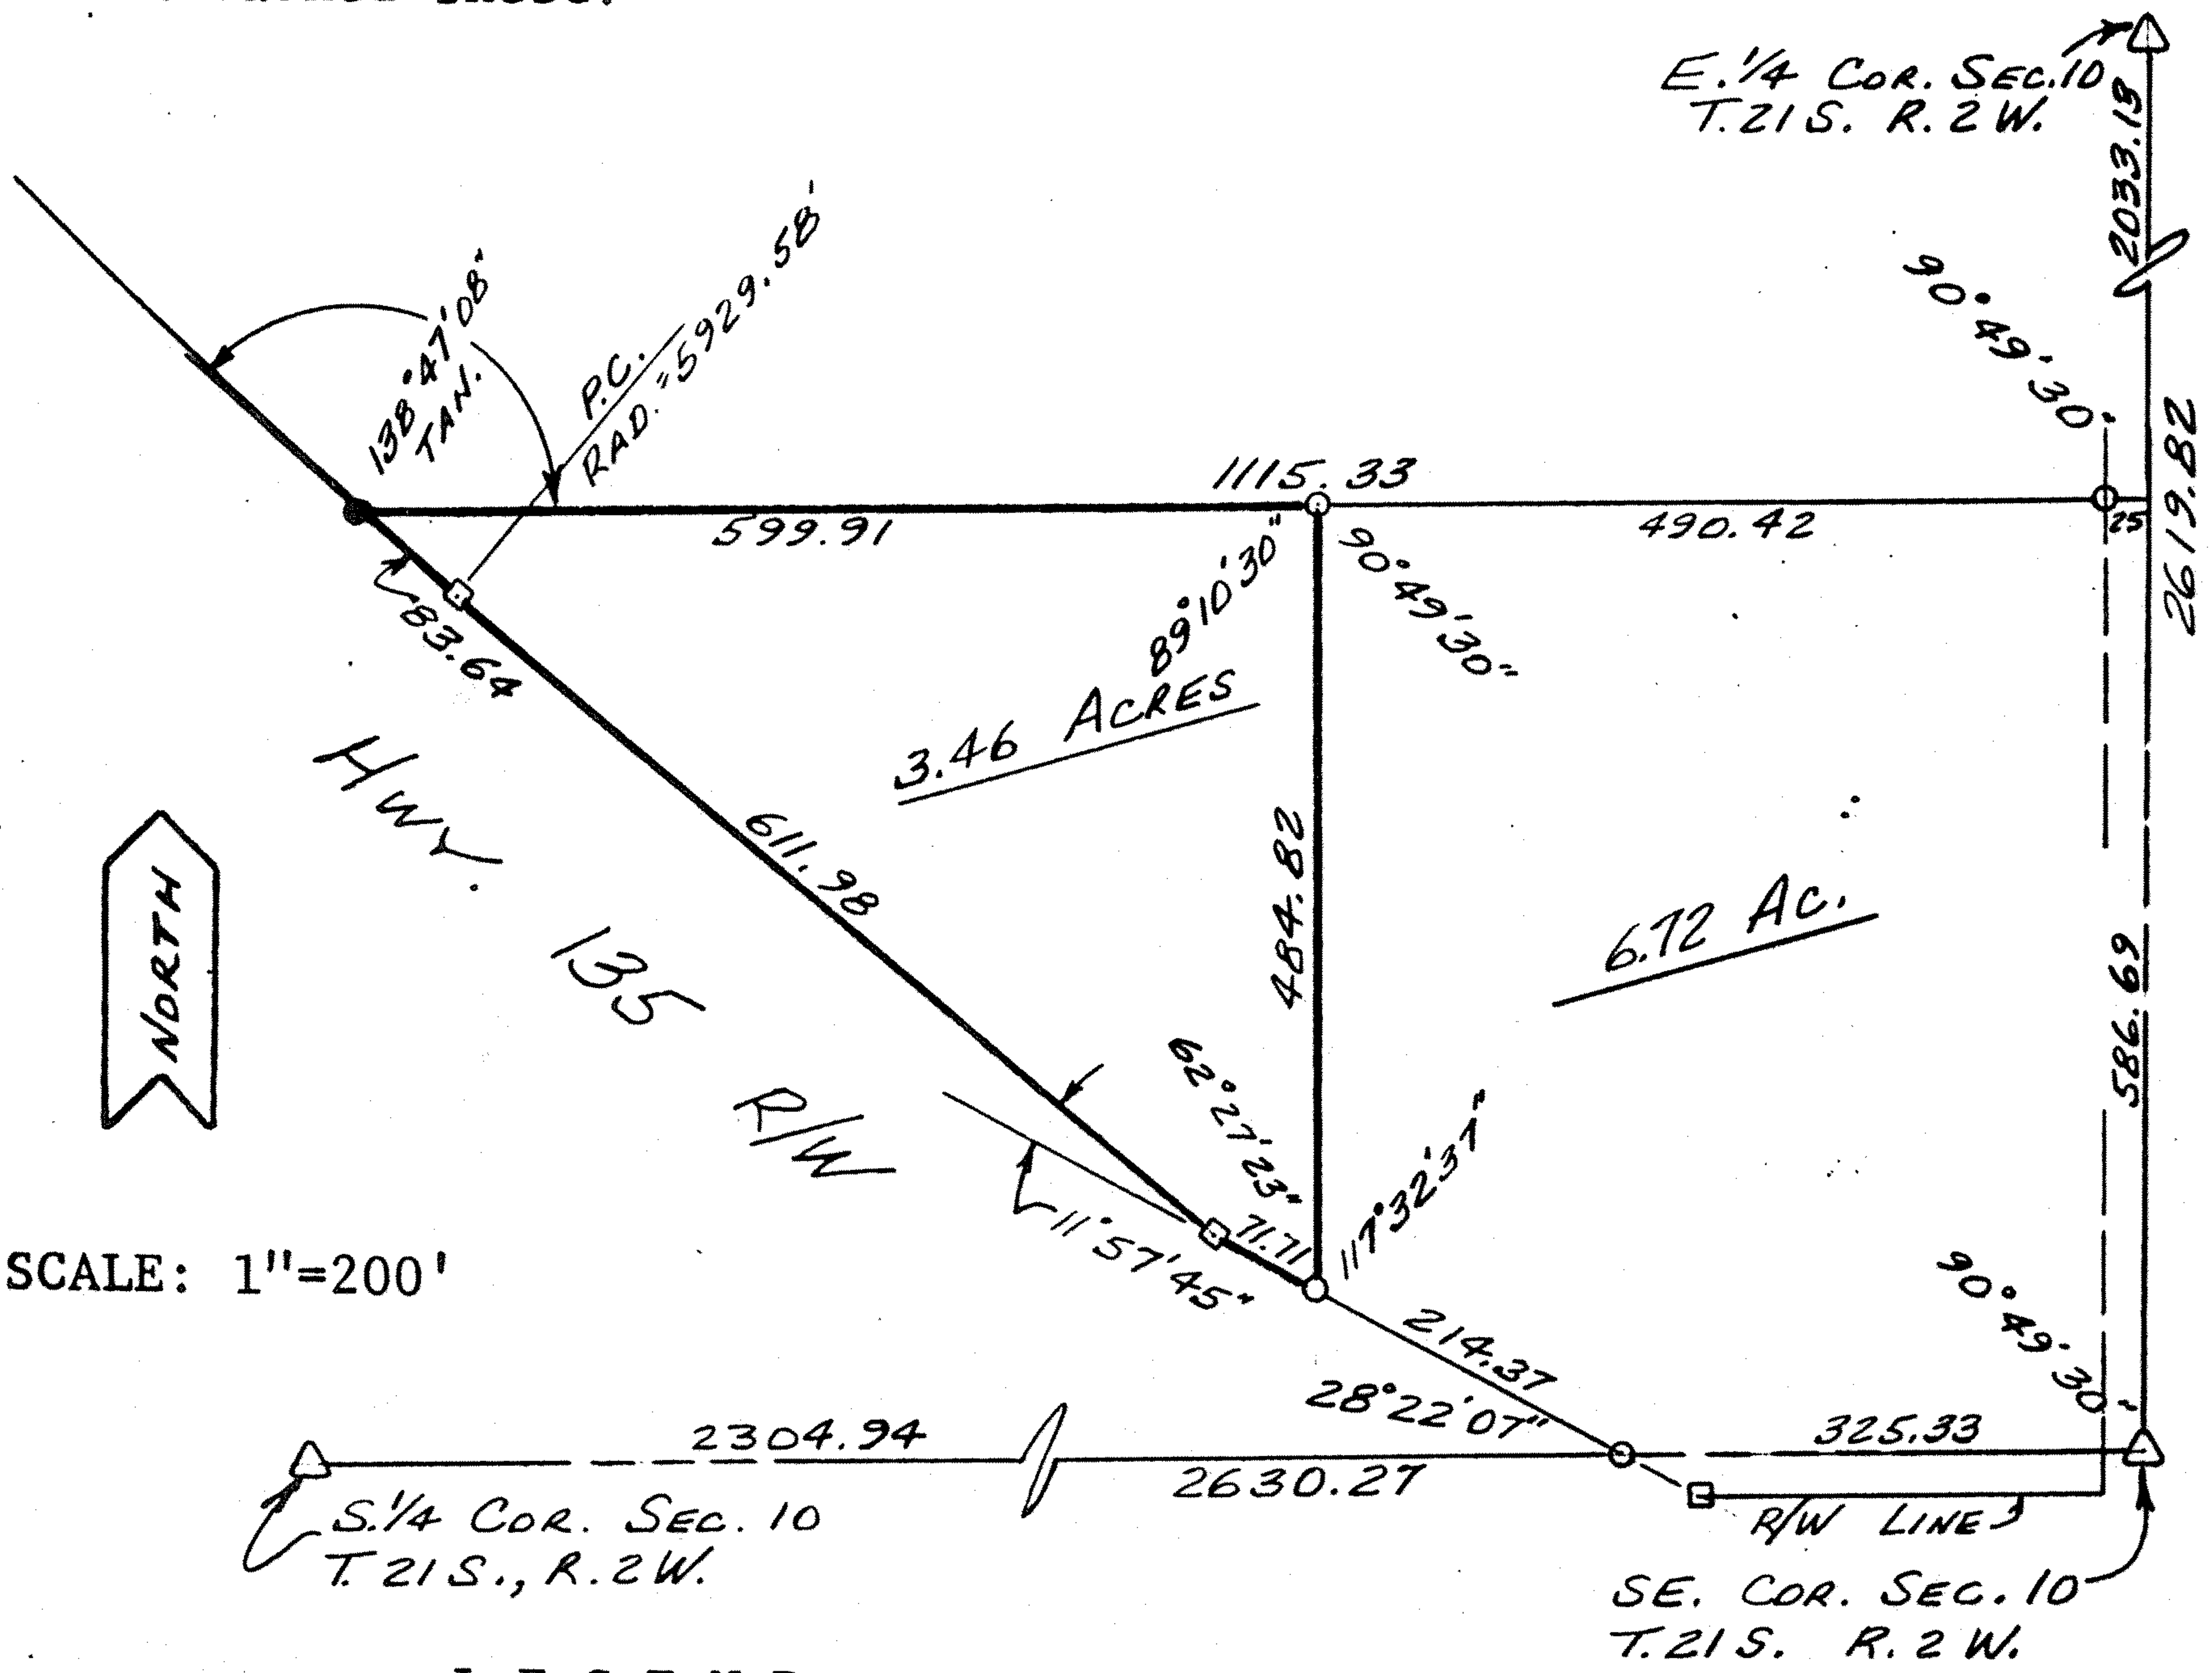 E. 1/4 COR. SEC. 10
T. 21 S. R. 2 W.
2033.13
90° 49' 30"
138° 47' 08"
TAN.
P.C.
RAD. = 5929.58'
1115.33
599.91
490.42
25
2619.82
83.64
89° 10' 30"
90° 49' 30"
3.46 ACRES
HWY. 135 R/W
611.98
484.82
6.72 AC.
586.69
NORTH
62° 27' 23"
117° 32' 37"
71.71
11° 57' 45"
SCALE: 1"=200'
214.37
28° 22' 07"
90° 49' 30"
2304.94
325.33
2630.27
S. 1/4 COR. SEC. 10
T. 21 S., R. 2 W.
R/W LINE
SE. COR. SEC. 10
T. 21 S. R. 2 W.